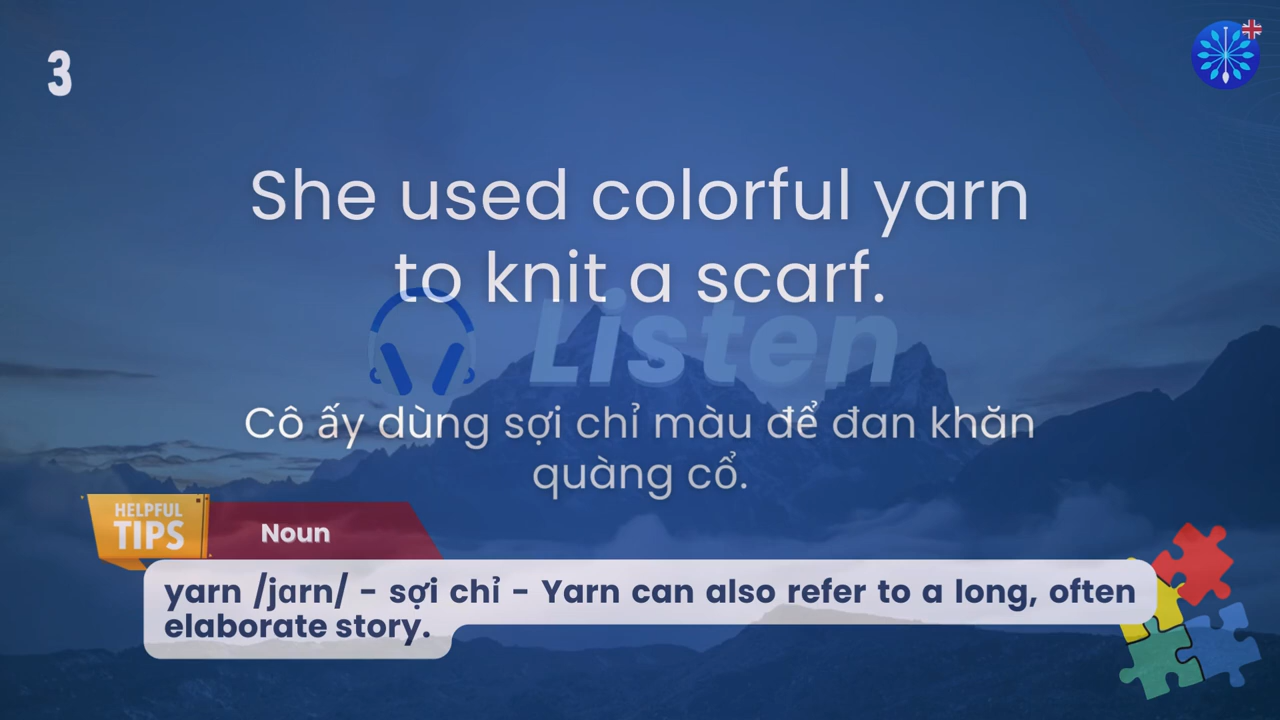 3
She used colorful yarn
to knit a scarf.
Listen
Cô ấy dùng sợi chỉ màu để đan khăn
quàng cổ.
HELPFUL
TIPS
Noun
yarn /jɑrn/ - sợi chỉ - Yarn can also refer to a long, often
elaborate story.